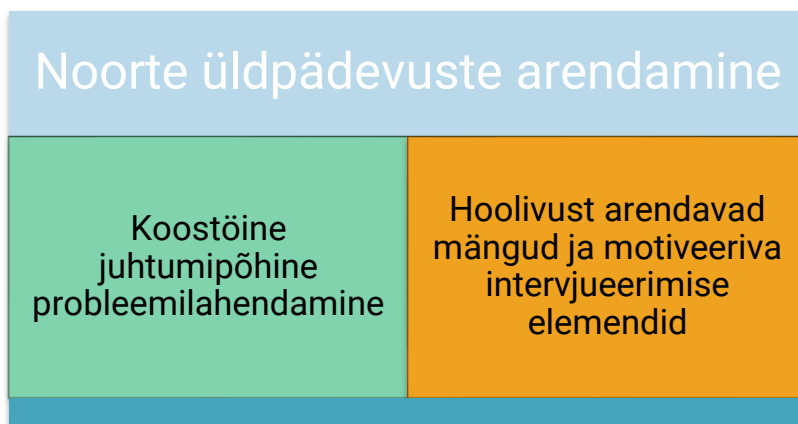 Noorte üldpädevuste arendamine
Koostöine
juhtumipõhine
probleemilahendamine
Hoolivust arendavad
mängud ja motiveeriva
intervjueerimise
elemendid